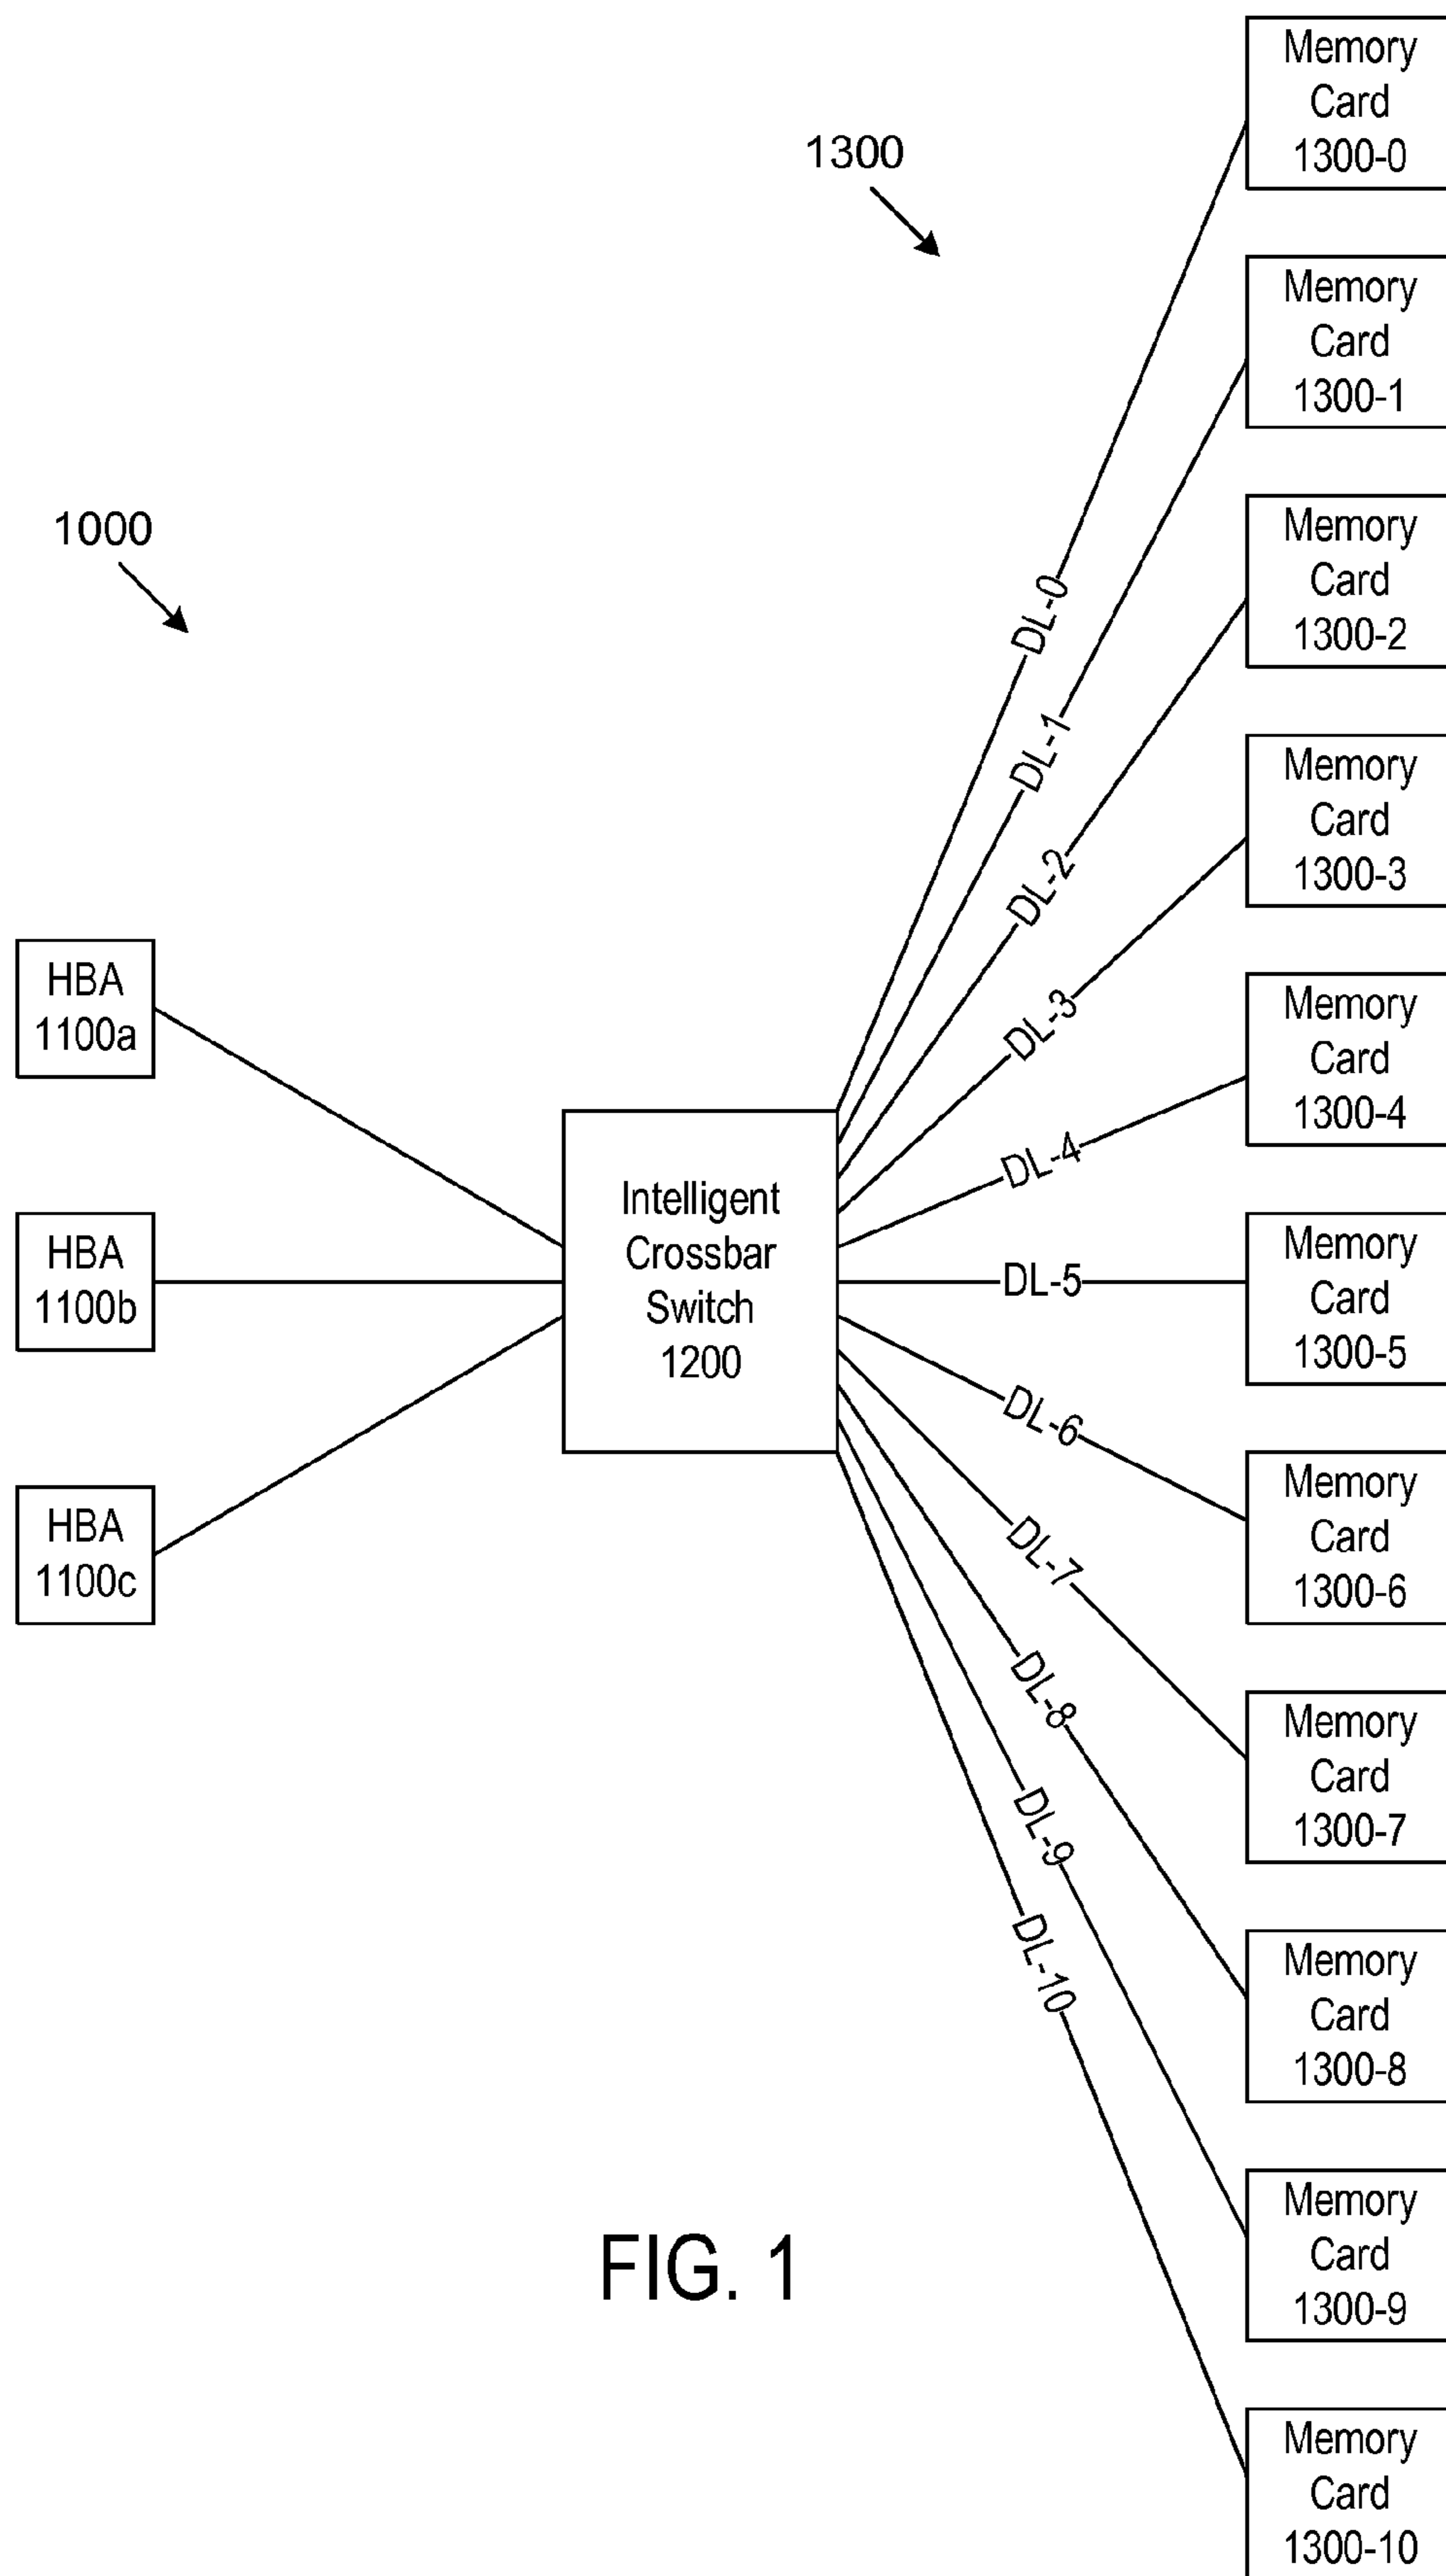 1300
1000
HBA
1100a
HBA
1100b
HBA
1100c
Intelligent
Crossbar
Switch
1200
DL-0
DL-1
DL-2
DL-3
DL-4
DL-5
DL-6
DL-7
DL-8
DL-9
DL-10
Memory
Card
1300-0
Memory
Card
1300-1
Memory
Card
1300-2
Memory
Card
1300-3
Memory
Card
1300-4
Memory
Card
1300-5
Memory
Card
1300-6
Memory
Card
1300-7
Memory
Card
1300-8
Memory
Card
1300-9
Memory
Card
1300-10
FIG. 1